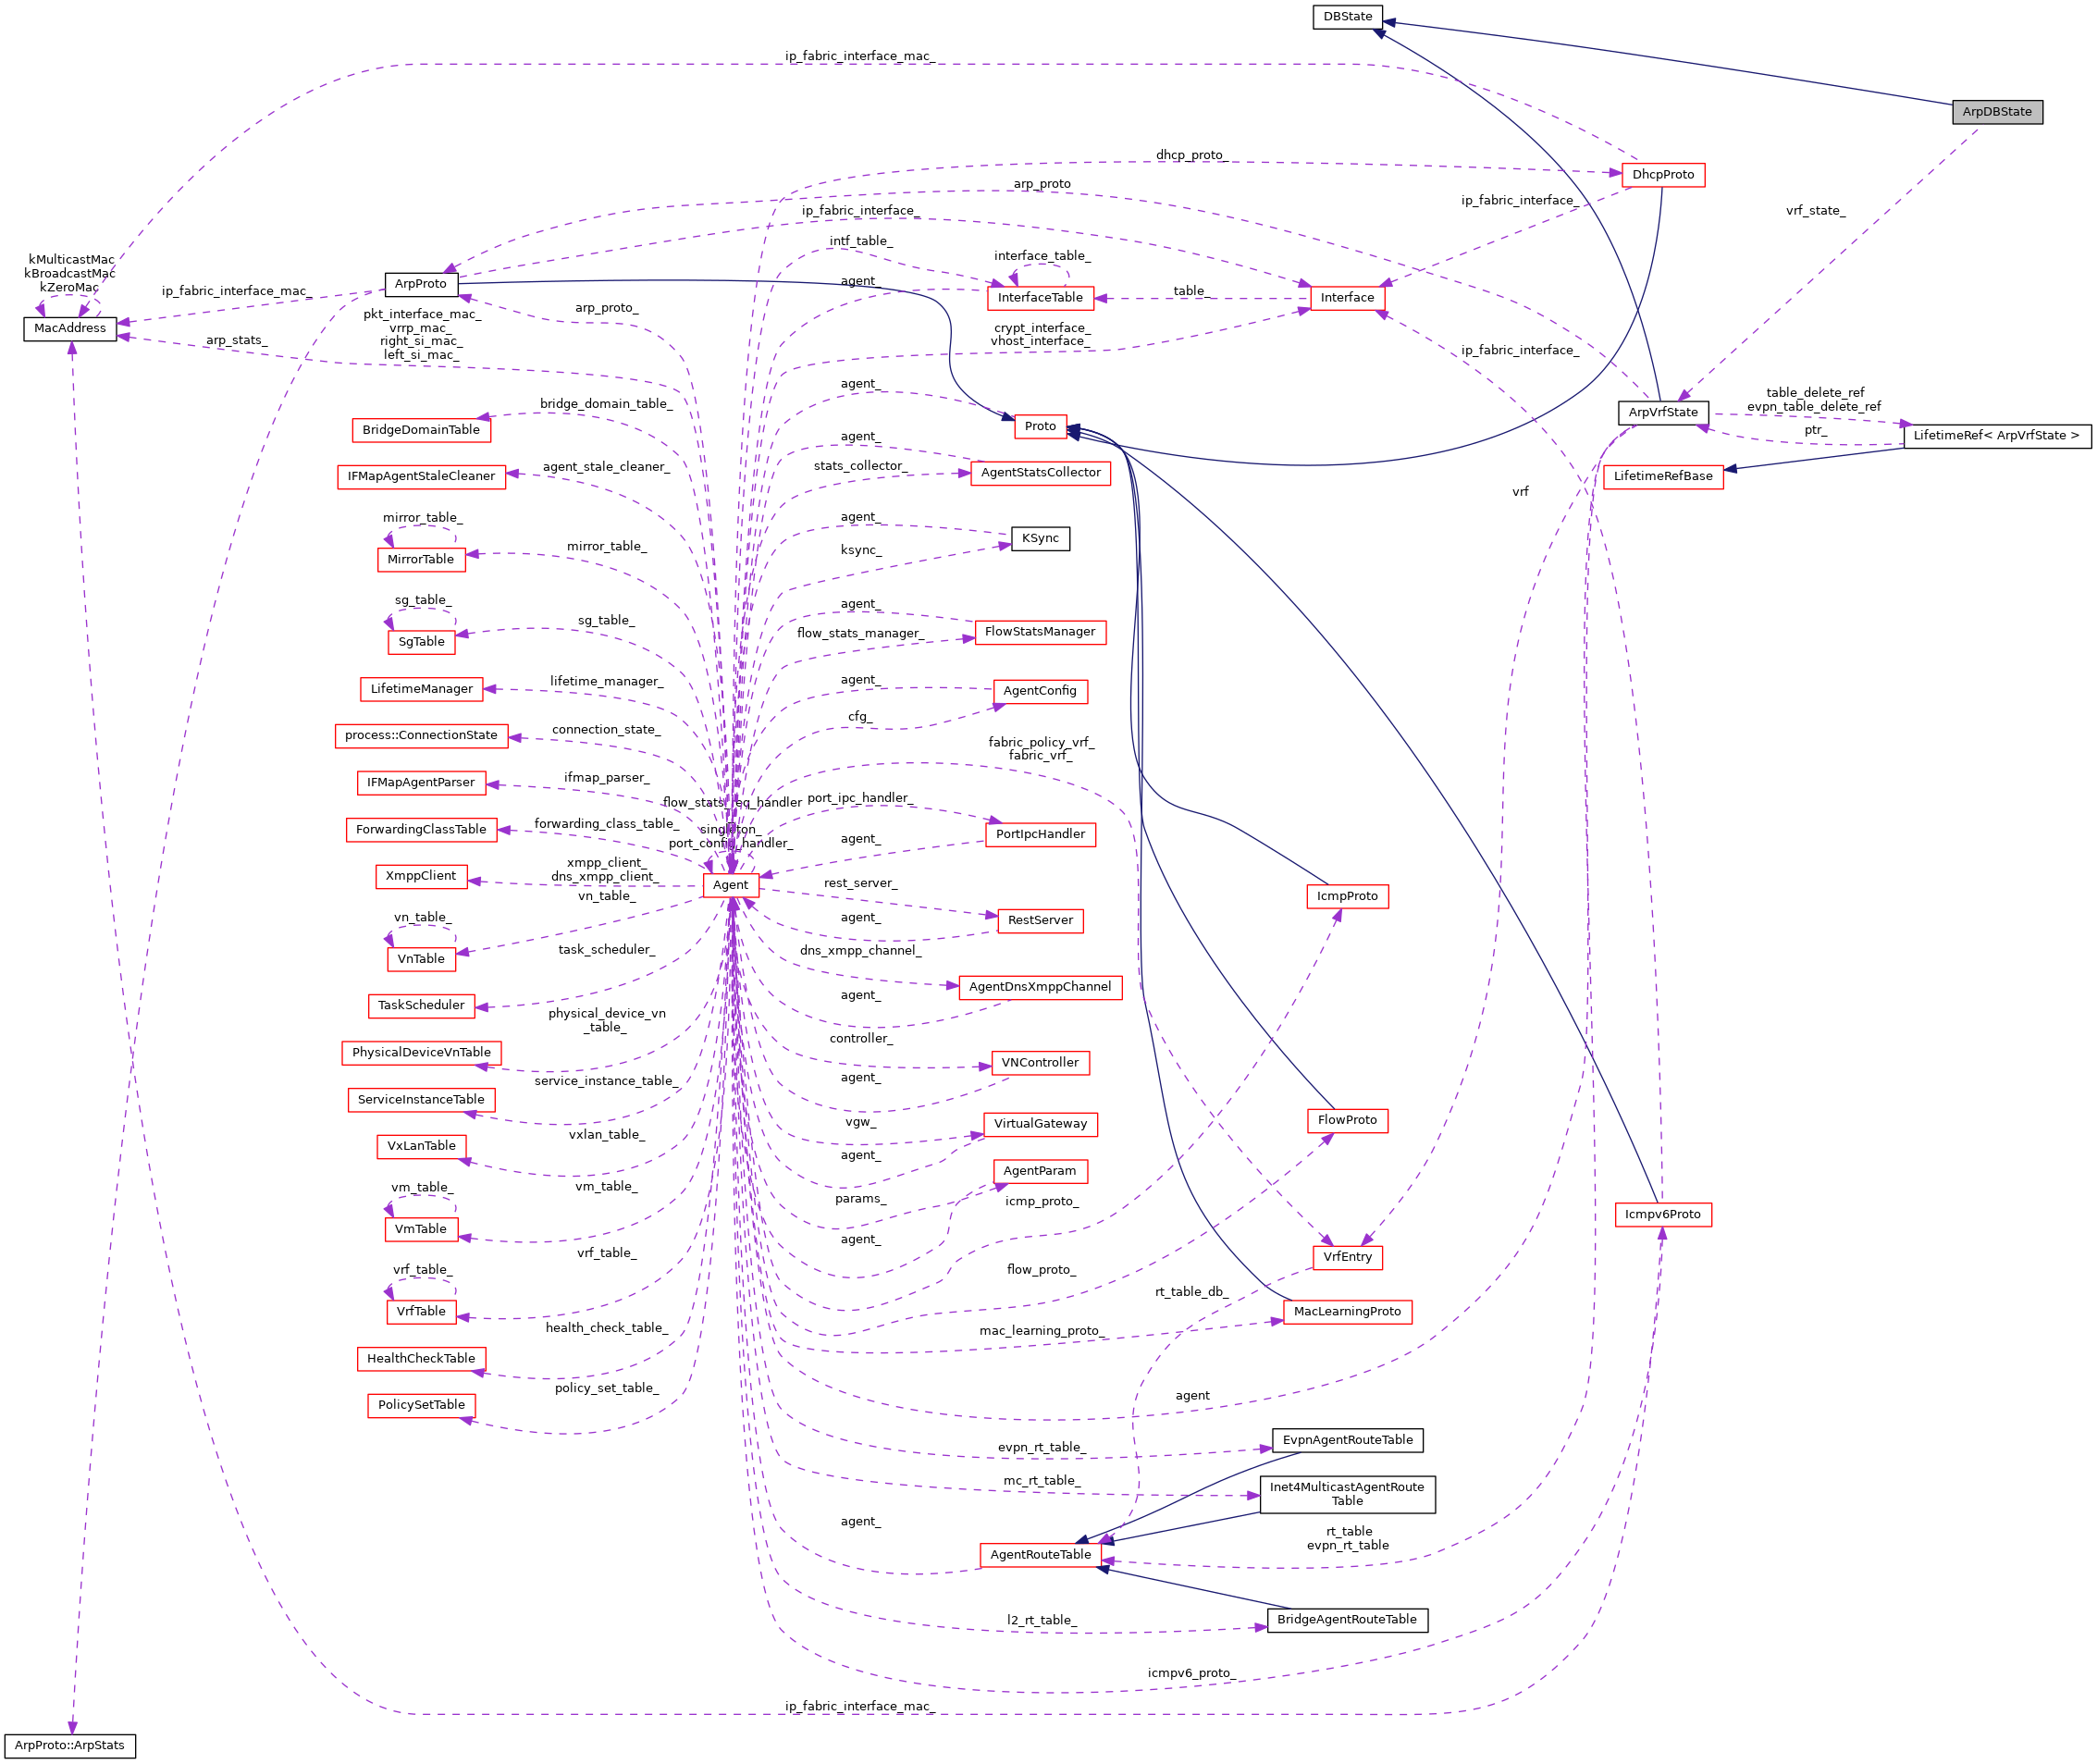 DBState
ip_fabric_interface_mac_
ArpDBState
dhcp_proto_
DhcpProto
arp_proto
ip_fabric_interface_
ip_fabric_interface_
vrf_state_
intf_table_
interface_table_
kMulticastMac
kBroadcastMac
kZeroMac
ArpProto
agent_
ip_fabric_interface_mac_
InterfaceTable
table_
Interface
arp_proto_
pkt_interface_mac_
vrrp_mac_
right_si_mac_
left_si_mac_
MacAddress
arp_stats_
crypt_interface_
vhost_interface_
ip_fabric_interface_
agent_
table_delete_ref
evpn_table_delete_ref
bridge_domain_table_
ArpVrfState
BridgeDomainTable
Proto
ptr_
LifetimeRef< ArpVrfState >
agent_
agent_stale_cleaner_
stats_collector_
IFMapAgentStaleCleaner
AgentStatsCollector
LifetimeRefBase
vrf
mirror_table_
agent_
KSync
mirror_table_
ksync_
MirrorTable
sg_table_
agent_
sg_table_
flow_stats_manager_
FlowStatsManager
SgTable
lifetime_manager_
agent_
LifetimeManager
AgentConfig
cfg_
connection_state_
process::ConnectionState
fabric_policy_vrf_
fabric_vrf_
ifmap_parser_
IFMapAgentParser
flow_stats_req_handler
port_ipc_handler_
forwarding_class_table_
singleton_
port_config_handler_
ForwardingClassTable
PortIpcHandler
agent_
xmpp_client_
dns_xmpp_client_
XmppClient
Agent
rest_server_
IcmpProto
vn_table_
vn_table_
agent_
RestServer
VnTable
task_scheduler_
dns_xmpp_channel_
AgentDnsXmppChannel
agent_
TaskScheduler
physical_device_vn
_table_
controller_
PhysicalDeviceVnTable
VNController
service_instance_table_
agent_
ServiceInstanceTable
vgw_
VirtualGateway
FlowProto
vxlan_table_
VxLanTable
agent_
AgentParam
vm_table_
vm_table_
params_
icmp_proto_
Icmpv6Proto
VmTable
agent_
vrf_table_
VrfEntry
vrf_table_
flow_proto_
rt_table_db_
VrfTable
MacLearningProto
health_check_table_
mac_learning_proto_
HealthCheckTable
policy_set_table_
agent
PolicySetTable
evpn_rt_table_
EvpnAgentRouteTable
mc_rt_table_
Inet4MulticastAgentRoute
Table
agent_
rt_table
evpn_rt_table
AgentRouteTable
l2_rt_table_
BridgeAgentRouteTable
icmpv6_proto_
ip_fabric_interface_mac_
ArpProto::ArpStats